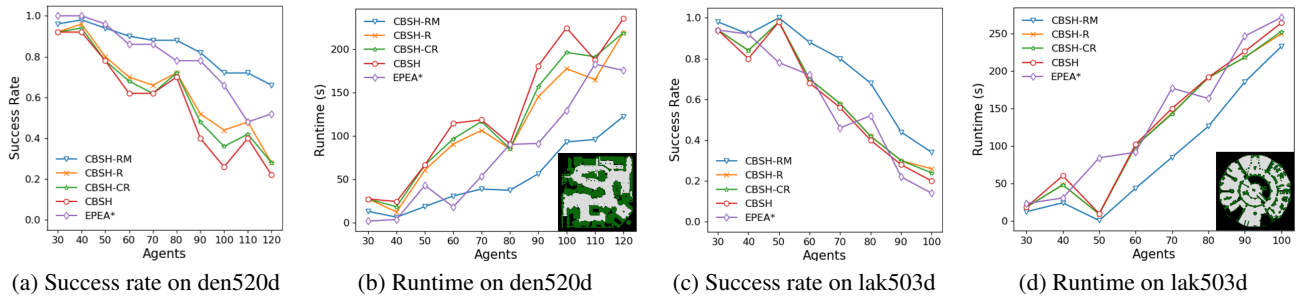 Success Rate
1.0
0.8
0.6
0.4
0.2
0.0
CBSH-RM
CBSH-R
CBSH-CR
CBSH
EPEA*
30 40 50 60 70 80 90 100 110 120
Agents
(a) Success rate on den520d
Runtime (s)
200
150
100
50
0
CBSH-RM
CBSH-R
CBSH-CR
CBSH
EPEA*
30 40 50 60 70 80 90 100 110 120
Agents
(b) Runtime on den520d
Success Rate
1.0
0.8
0.6
0.4
0.2
0.0
CBSH-RM
CBSH-R
CBSH-CR
CBSH
EPEA*
30 40 50 60 70 80 90 100
Agents
(c) Success rate on lak503d
Runtime (s)
250
200
150
100
50
0
CBSH-RM
CBSH-R
CBSH-CR
CBSH
EPEA*
30 40 50 60 70 80 90 100
Agents
(d) Runtime on lak503d